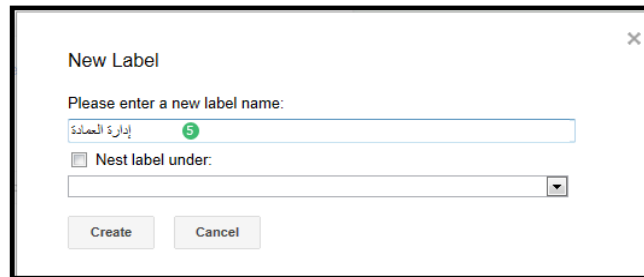 New Label
Please enter a new label name:
إدارة العمادة 5
Nest label under:
Create Cancel